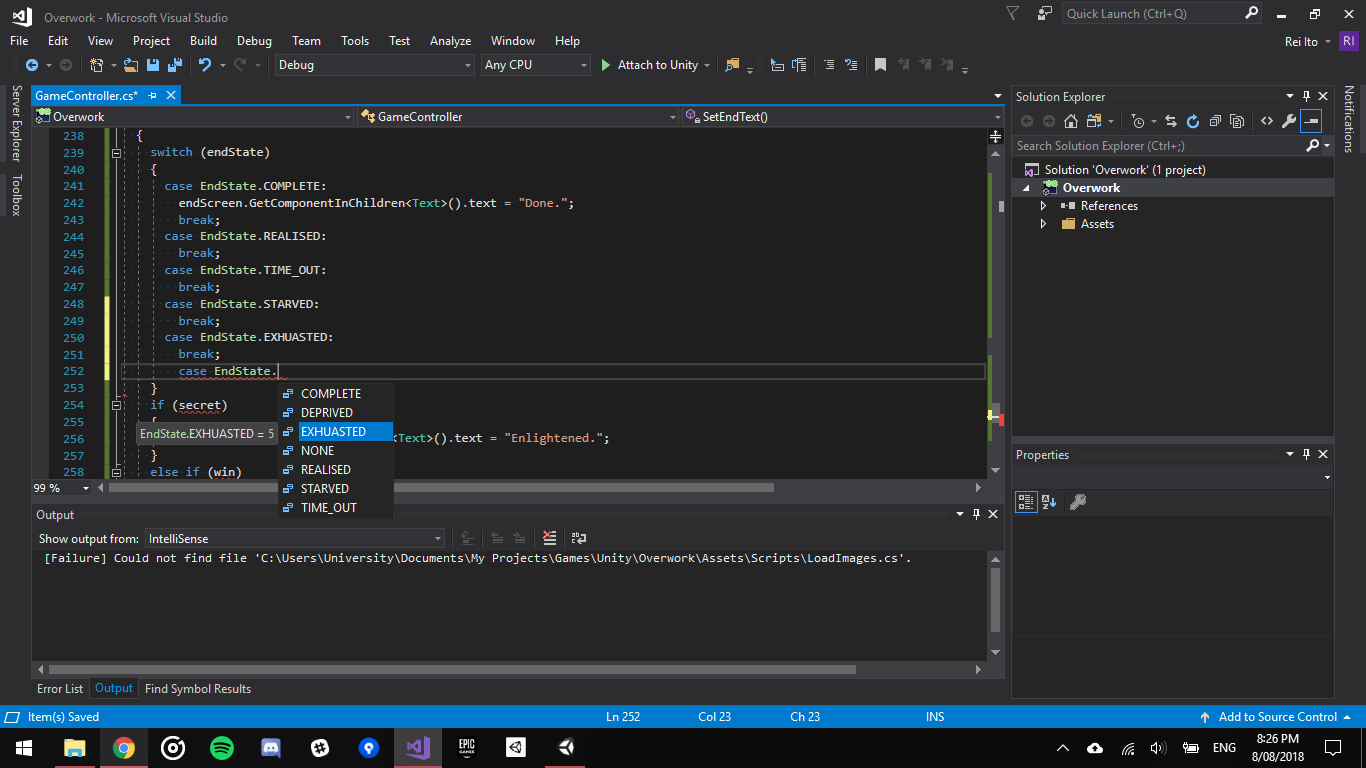 Overwork - Microsoft Visual Studio
Quick Launch (Ctrl+Q)
File Edit View Project Build Debug Team Tools Test Analyze Window Help
Rei Ito RI
Debug Any CPU Attach to Unity
Server Explorer
Toolbox
GameController.cs*
Overwork GameController SetEndText()
238 {
239 switch (endState)
240 {
241 case EndState.COMPLETE:
242 endScreen.GetComponentInChildren<Text>().text = "Done.";
243 break;
244 case EndState.REALISED:
245 break;
246 case EndState.TIME_OUT:
247 break;
248 case EndState.STARVED:
249 break;
250 case EndState.EXHUASTED:
251 break;
252 case EndState.
253 }
254 if (secret)
255 {
256 <Text>().text = "Enlightened.";
257 }
258 else if (win)
EndState.EXHUASTED = 5
COMPLETE
DEPRIVED
EXHUASTED
NONE
REALISED
STARVED
TIME_OUT
99 %
Output
Show output from: IntelliSense
[Failure] Could not find file 'C:\Users\University\Documents\My Projects\Games\Unity\Overwork\Assets\Scripts\LoadImages.cs'.
Error List Output Find Symbol Results
Solution Explorer
Search Solution Explorer (Ctrl+;)
Solution 'Overwork' (1 project)
Overwork
References
Assets
Properties
Notifications
Item(s) Saved Ln 252 Col 23 Ch 23 INS Add to Source Control
EPIC GAMES
ENG
8:26 PM
8/08/2018